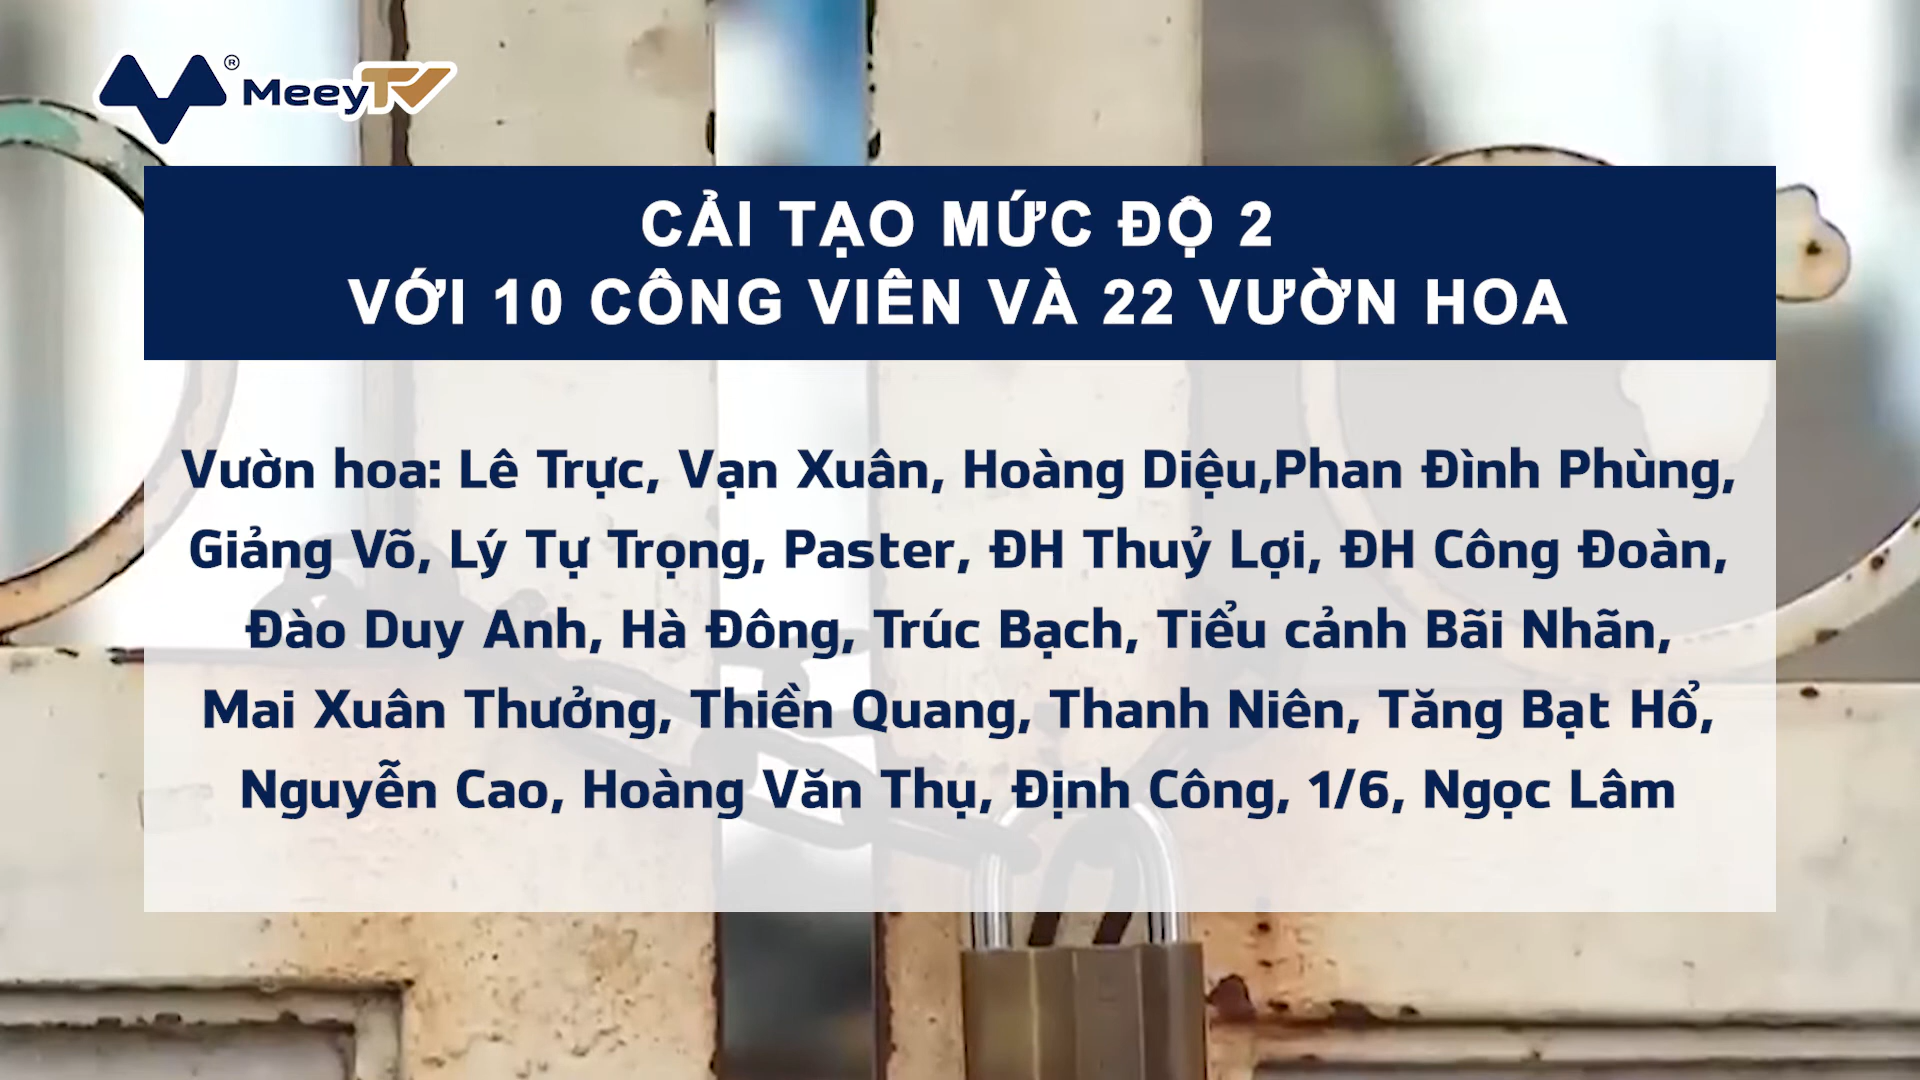 ® MeeyTV
CẢI TẠO MỨC ĐỘ 2
VỚI 10 CÔNG VIÊN VÀ 22 VƯỜN HOA
Vườn hoa: Lê Trực, Vạn Xuân, Hoàng Diệu,Phan Đình Phùng,
Giảng Võ, Lý Tự Trọng, Paster, ĐH Thuỷ Lợi, ĐH Công Đoàn,
Đào Duy Anh, Hà Đông, Trúc Bạch, Tiểu cảnh Bãi Nhãn,
Mai Xuân Thưởng, Thiền Quang, Thanh Niên, Tăng Bạt Hổ,
Nguyễn Cao, Hoàng Văn Thụ, Định Công, 1/6, Ngọc Lâm